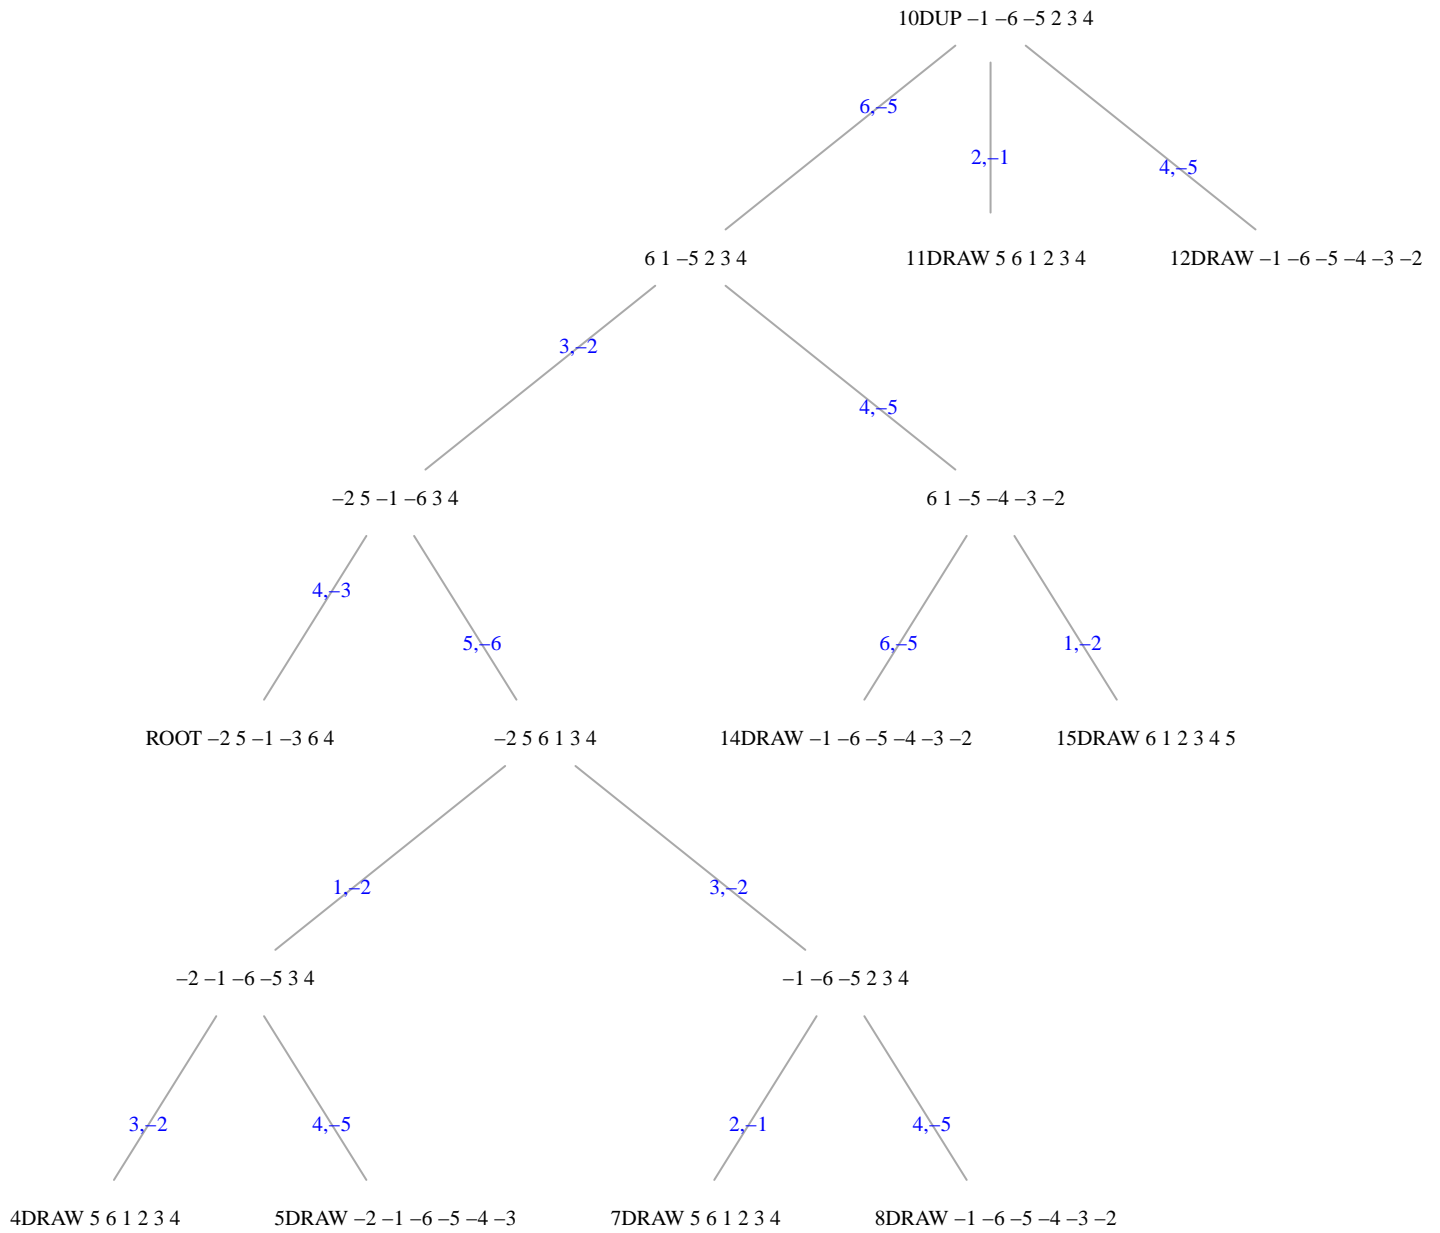 10DUP –1 –6 –5 2 3 4
6,–5
2,–1
4,–5
6 1 –5 2 3 4
11DRAW 5 6 1 2 3 4
12DRAW –1 –6 –5 –4 –3 –2
3,–2
4,–5
–2 5 –1 –6 3 4
6 1 –5 –4 –3 –2
4,–3
5,–6
6,–5
1,–2
ROOT –2 5 –1 –3 6 4
–2 5 6 1 3 4
14DRAW –1 –6 –5 –4 –3 –2
15DRAW 6 1 2 3 4 5
1,–2
3,–2
–2 –1 –6 –5 3 4
–1 –6 –5 2 3 4
3,–2
4,–5
2,–1
4,–5
4DRAW 5 6 1 2 3 4
5DRAW –2 –1 –6 –5 –4 –3
7DRAW 5 6 1 2 3 4
8DRAW –1 –6 –5 –4 –3 –2